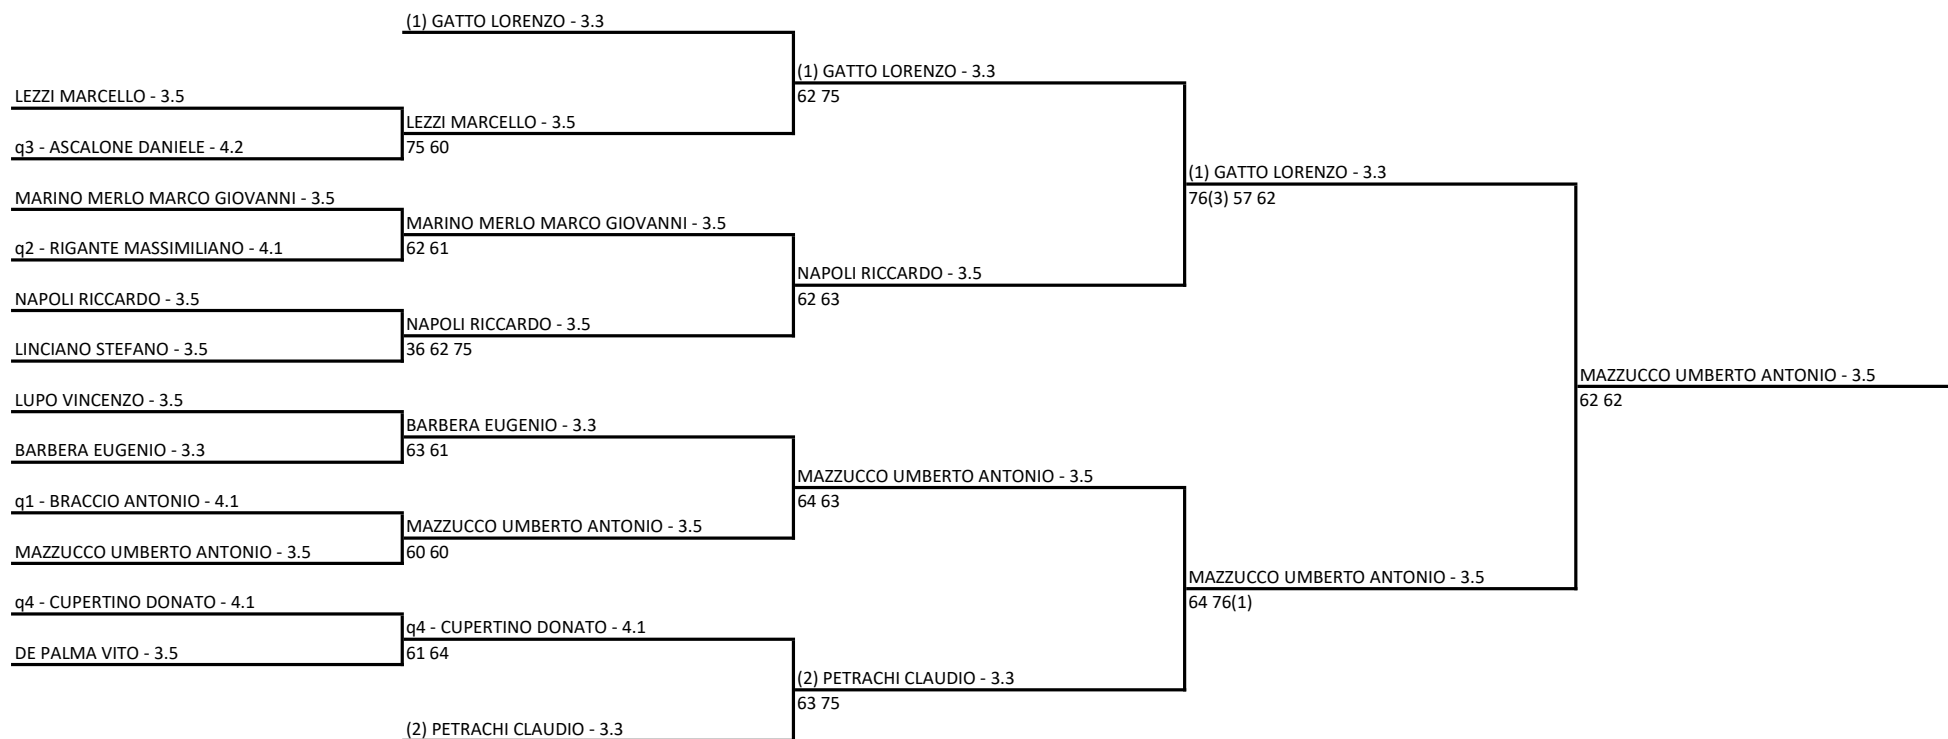 (1) GATTO LORENZO - 3.3
(1) GATTO LORENZO - 3.3
LEZZI MARCELLO - 3.5
62 75
LEZZI MARCELLO - 3.5
q3 - ASCALONE DANIELE - 4.2
75 60
(1) GATTO LORENZO - 3.3
MARINO MERLO MARCO GIOVANNI - 3.5
76(3) 57 62
MARINO MERLO MARCO GIOVANNI - 3.5
q2 - RIGANTE MASSIMILIANO - 4.1
62 61
NAPOLI RICCARDO - 3.5
NAPOLI RICCARDO - 3.5
62 63
NAPOLI RICCARDO - 3.5
LINCIANO STEFANO - 3.5
36 62 75
MAZZUCCO UMBERTO ANTONIO - 3.5
LUPO VINCENZO - 3.5
62 62
BARBERA EUGENIO - 3.3
BARBERA EUGENIO - 3.3
63 61
MAZZUCCO UMBERTO ANTONIO - 3.5
q1 - BRACCIO ANTONIO - 4.1
64 63
MAZZUCCO UMBERTO ANTONIO - 3.5
MAZZUCCO UMBERTO ANTONIO - 3.5
60 60
MAZZUCCO UMBERTO ANTONIO - 3.5
q4 - CUPERTINO DONATO - 4.1
64 76(1)
q4 - CUPERTINO DONATO - 4.1
DE PALMA VITO - 3.5
61 64
(2) PETRACHI CLAUDIO - 3.3
63 75
(2) PETRACHI CLAUDIO - 3.3